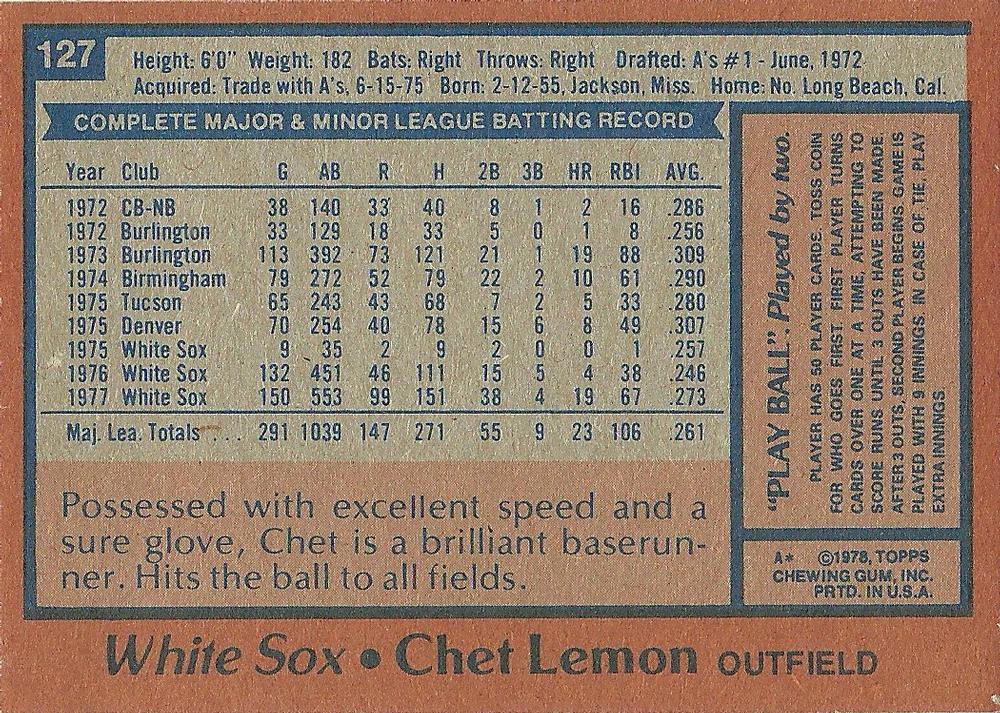 127
Height: 6'0" Weight: 182 Bats: Right Throws: Right Drafted: A's #1 - June, 1972
Acquired: Trade with A's, 6-15-75 Born: 2-12-55, Jackson, Miss. Home: No. Long Beach, Cal.
COMPLETE MAJOR & MINOR LEAGUE BATTING RECORD
Year Club G AB R H 2B 3B HR RBI AVG.
1972 CB-NB 38 140 33 40 8 1 2 16 .286
1972 Burlington 33 129 18 33 5 0 1 8 .256
1973 Burlington 113 392 73 121 21 1 19 88 .309
1974 Birmingham 79 272 52 79 22 2 10 61 .290
1975 Tucson 65 243 43 68 7 2 5 33 .280
1975 Denver 70 254 40 78 15 6 8 49 .307
1975 White Sox 9 35 2 9 2 0 0 1 .257
1976 White Sox 132 451 46 111 15 5 4 38 .246
1977 White Sox 150 553 99 151 38 4 19 67 .273
Maj. Lea. Totals . . . 291 1039 147 271 55 9 23 106 .261
Possessed with excellent speed and a
sure glove, Chet is a brilliant baserun-
ner. Hits the ball to all fields.
"PLAY BALL". Played by two.
PLAYER HAS 50 PLAYER CARDS. TOSS COIN
FOR WHO GOES FIRST. FIRST PLAYER TURNS
CARDS OVER ONE AT A TIME, ATTEMPTING TO
SCORE RUNS UNTIL 3 OUTS HAVE BEEN MADE.
AFTER 3 OUTS, SECOND PLAYER BEGINS. GAME IS
PLAYED WITH 9 INNINGS. IN CASE OF TIE, PLAY
EXTRA INNINGS
A* ©1978, TOPPS
CHEWING GUM, INC.
PRTD. IN U.S.A.
White Sox • Chet Lemon OUTFIELD